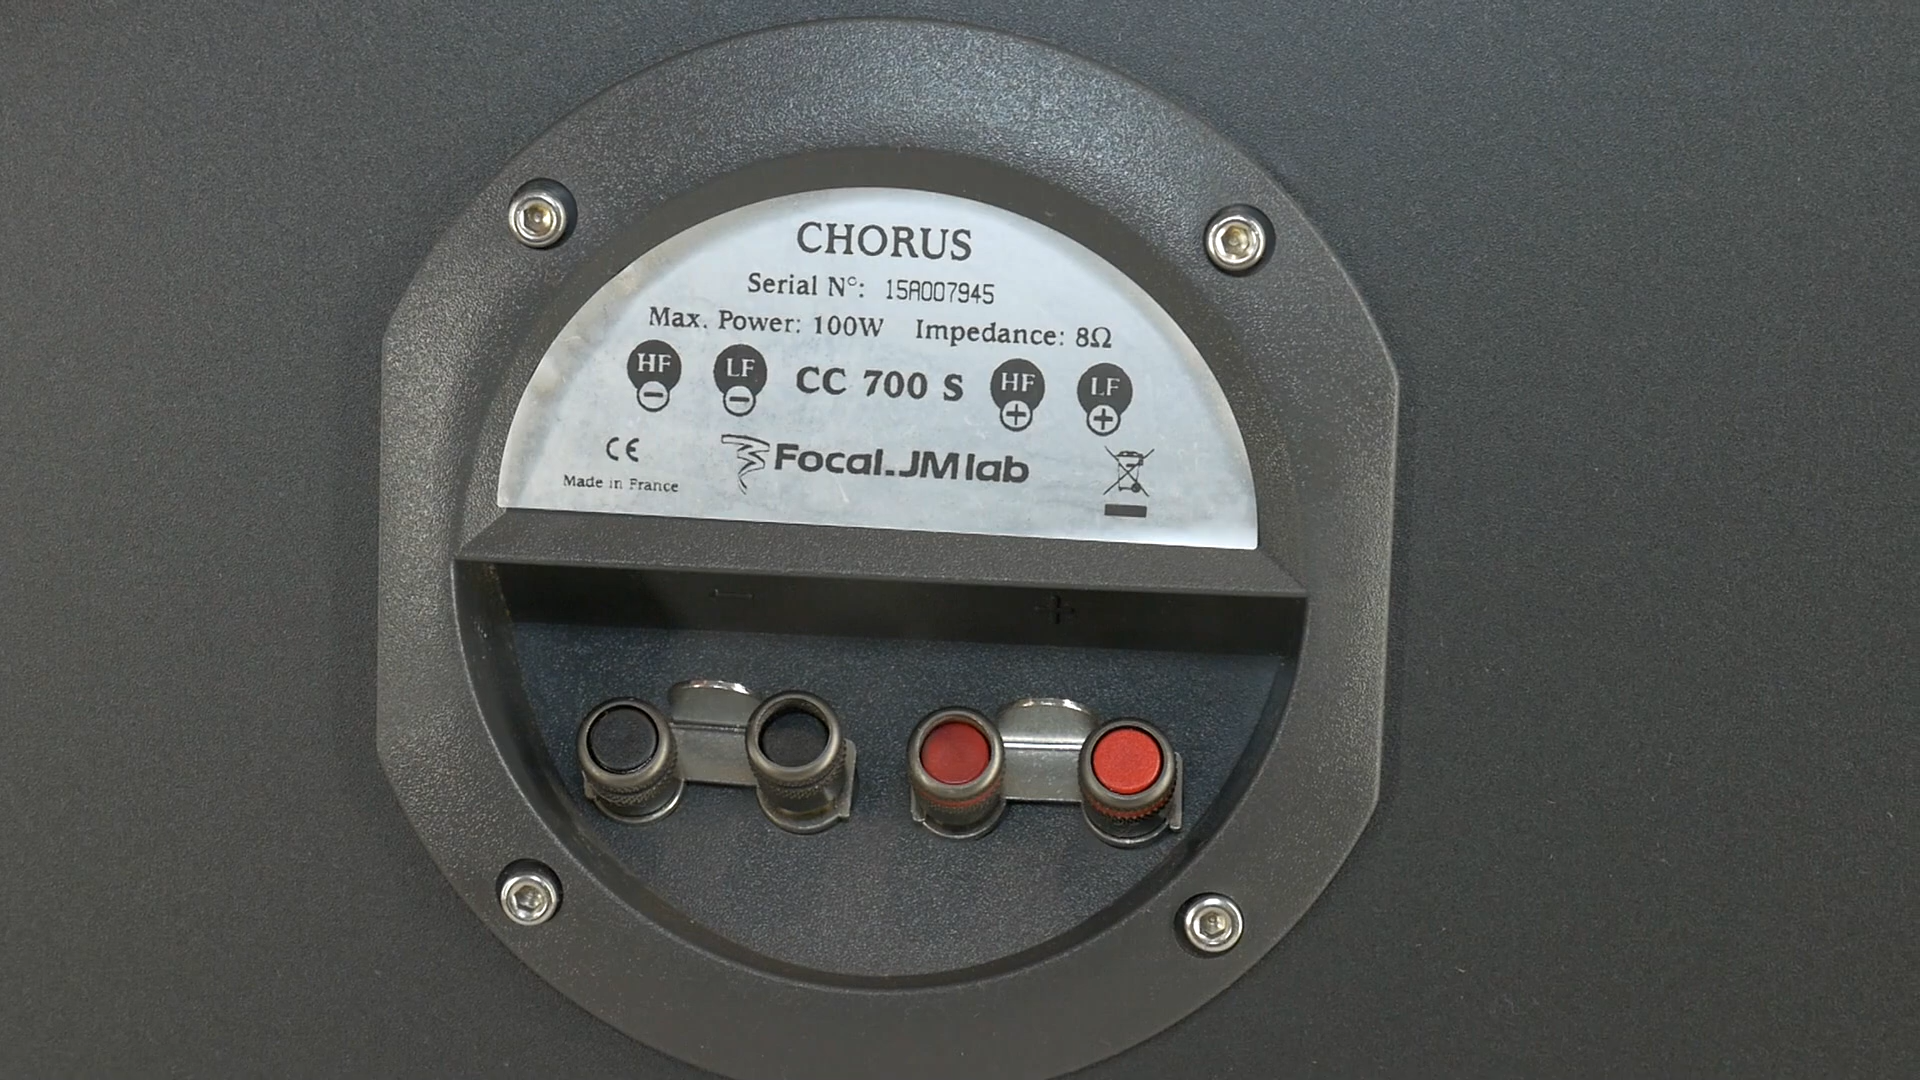 CHORUS
Serial N°: 15A007945
Max. Power: 100W Impedance: 8Ω
HF - LF - CC 700 S HF + LF +
CE Focal-JMlab
Made in France
- +